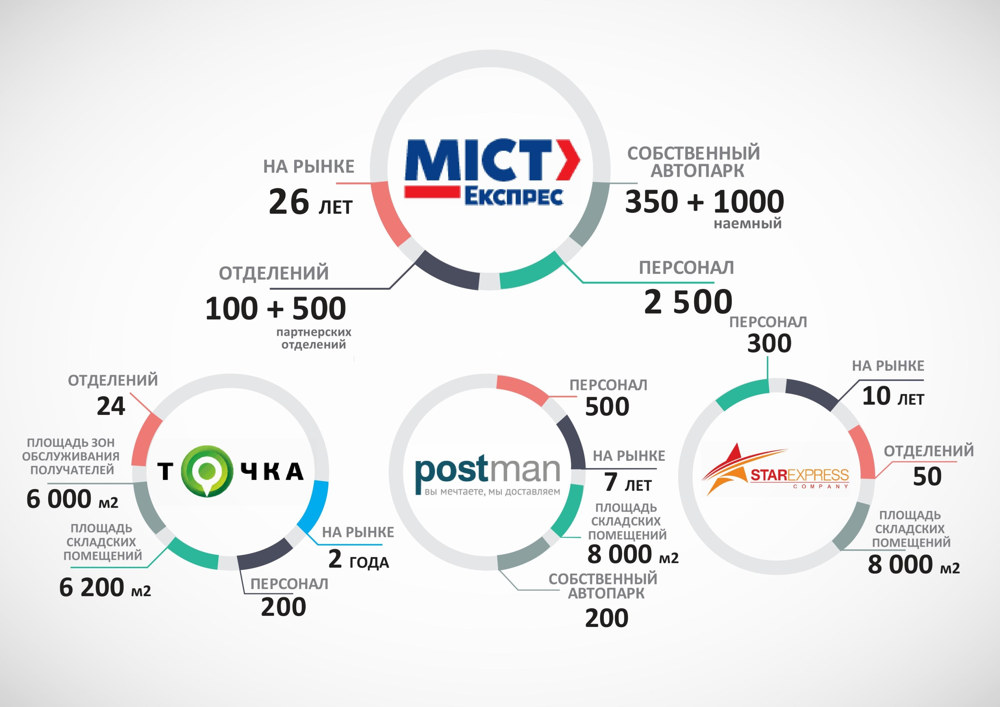 МІСТ
ЕКСПРЕС
НА РЫНКЕ
26 ЛЕТ
СОБСТВЕННЫЙ
АВТОПАРК
350 + 1000
наемный
ОТДЕЛЕНИЙ
100 + 500
партнерских
отделений
ПЕРСОНАЛ
2 500
ОТДЕЛЕНИЙ
24
ПЛОЩАДЬ ЗОН
ОБСЛУЖИВАНИЯ
ПОЛУЧАТЕЛЕЙ
6 000 м2
ПЛОЩАДЬ
СКЛАДСКИХ
ПОМЕЩЕНИЙ
6 200 м2
ТОЧКА
НА РЫНКЕ
2 ГОДА
ПЕРСОНАЛ
200
postman
вы мечтаете, мы доставляем
ПЕРСОНАЛ
500
НА РЫНКЕ
7 ЛЕТ
ПЛОЩАДЬ
СКЛАДСКИХ
ПОМЕЩЕНИЙ
8 000 м2
СОБСТВЕННЫЙ
АВТОПАРК
200
ПЕРСОНАЛ
300
НА РЫНКЕ
10 ЛЕТ
STAREXPRESS
COMPANY
ОТДЕЛЕНИЙ
50
ПЛОЩАДЬ
СКЛАДСКИХ
ПОМЕЩЕНИЙ
8 000 м2